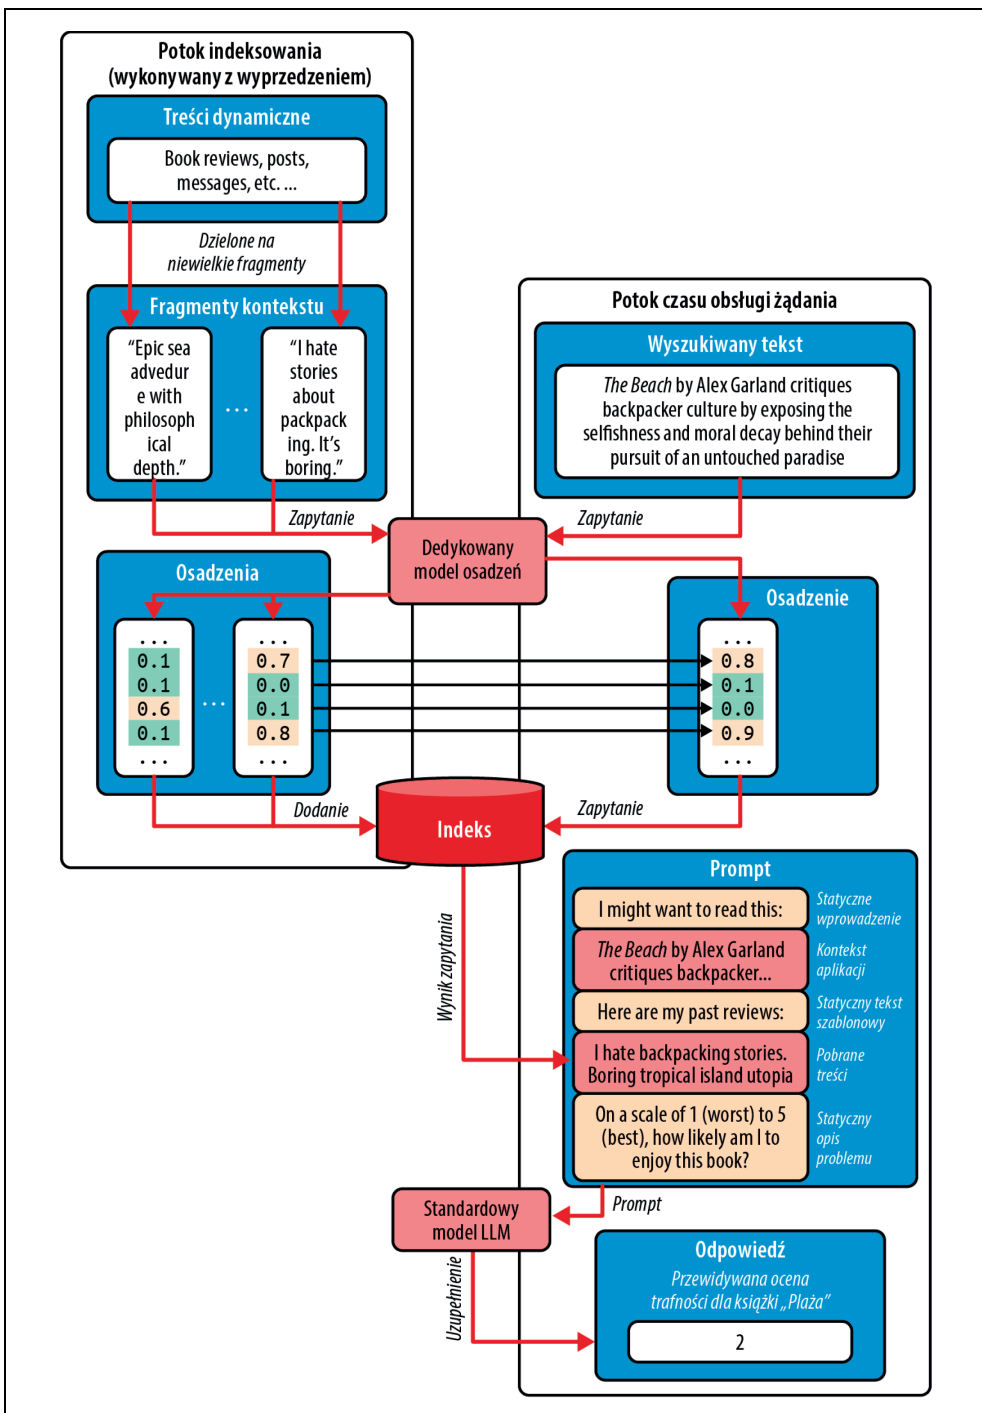 Potok indeksowania
(wykonywany z wyprzedzeniem)
Treści dynamiczne
Book reviews, posts,
messages, etc. ...
Dzielone na
niewielkie fragmenty
Fragmenty kontekstu
“Epic sea
advedur
e with
philosoph
ical
depth.”
...
“I hate
stories
about
packpack
ing. It's
boring.”
Zapytanie
Potok czasu obsługi żądania
Wyszukiwany tekst
The Beach by Alex Garland critiques
backpacker culture by exposing the
selfishness and moral decay behind their
pursuit of an untouched paradise
Zapytanie
Dedykowany
model osadzeń
Osadzenia
...
0.1
0.1
0.6
0.1
...
...
...
0.7
0.0
0.1
0.8
...
Osadzenie
...
0.8
0.1
0.0
0.9
...
Dodanie
Zapytanie
Indeks
Wynik zapytania
Prompt
I might want to read this:
Statyczne
wprowadzenie
The Beach by Alex Garland
critiques backpacker...
Kontekst
aplikacji
Here are my past reviews:
Statyczny tekst
szablonowy
I hate backpacking stories.
Boring tropical island utopia
Pobrane
treści
On a scale of 1 (worst) to 5
(best), how likely am I to
enjoy this book?
Statyczny
opis
problemu
Prompt
Standardowy
model LLM
Uzupełnienie
Odpowiedź
Przewidywana ocena
trafności dla książki „Plaża”
2